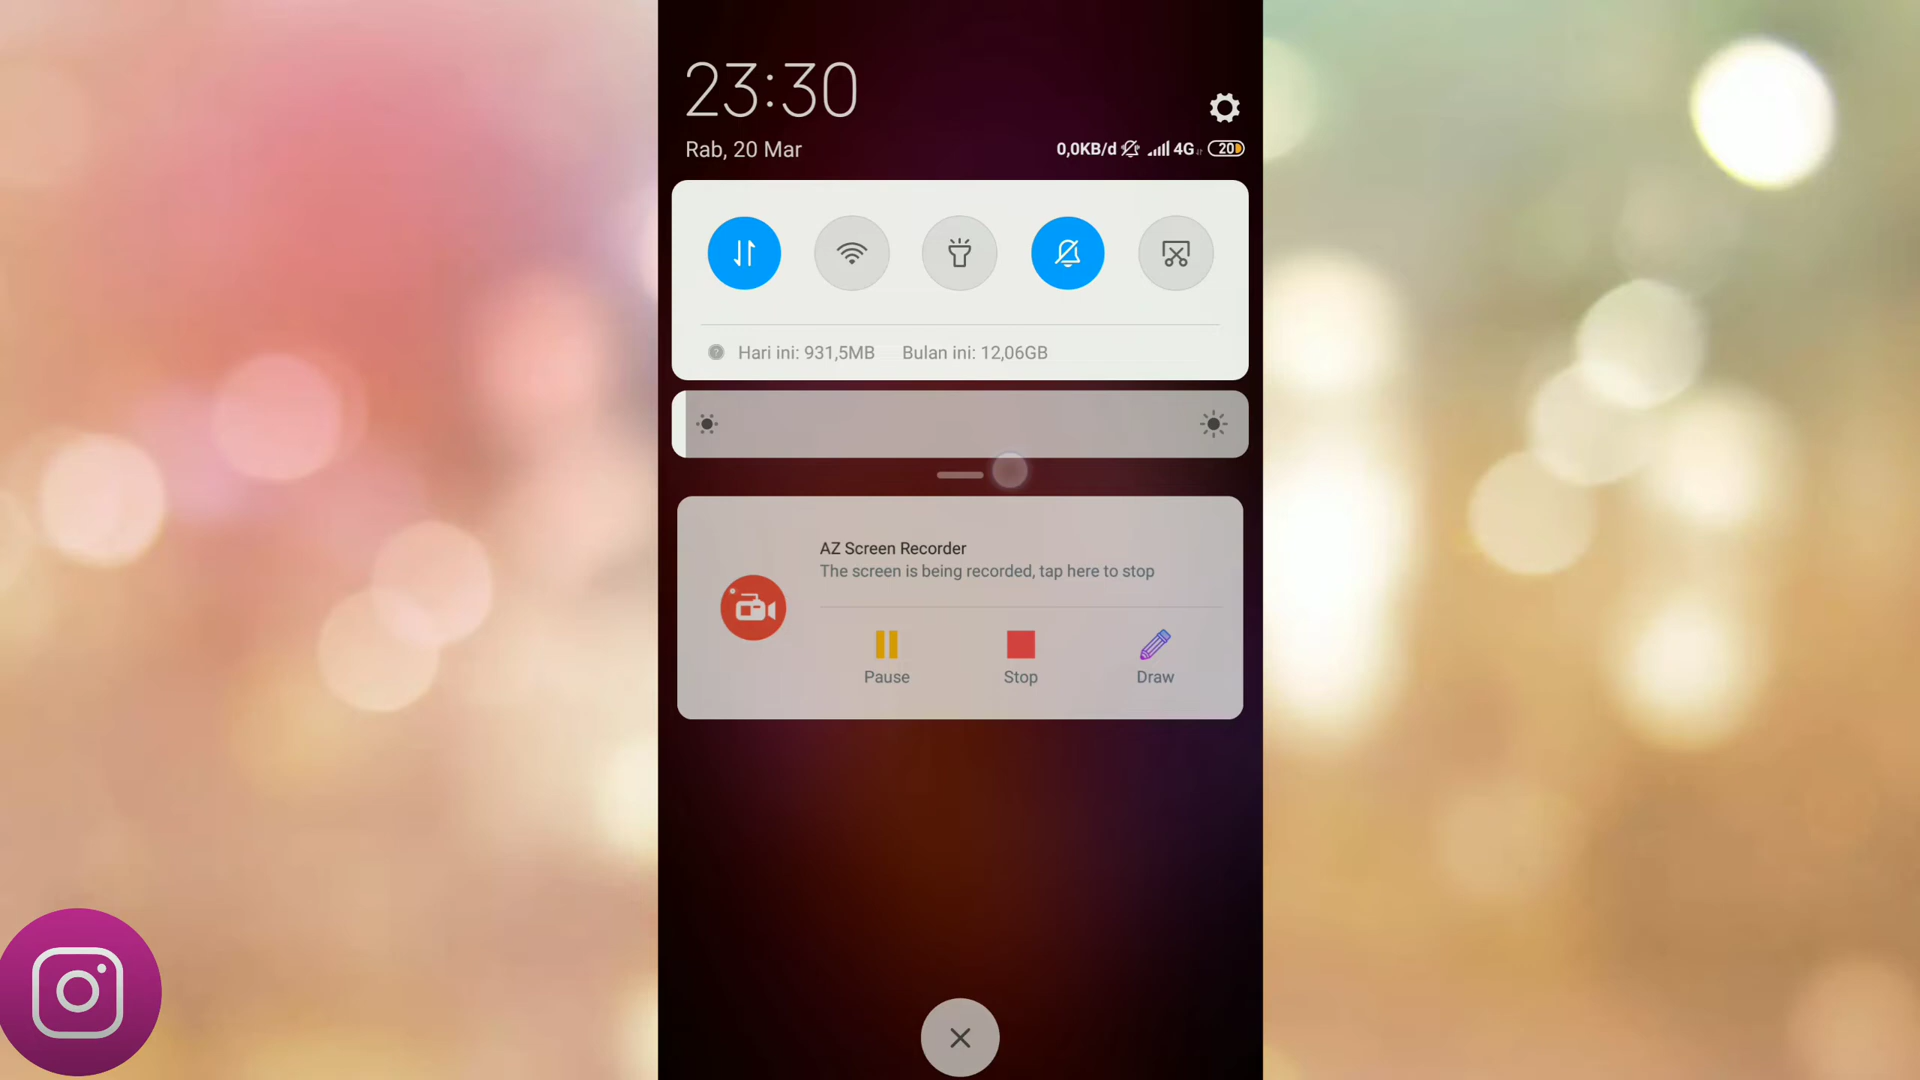 23:30
Rab, 20 Mar
0,0KB/d 4G 20
Hari ini: 931,5MB Bulan ini: 12,06GB
AZ Screen Recorder
The screen is being recorded, tap here to stop
Pause Stop Draw